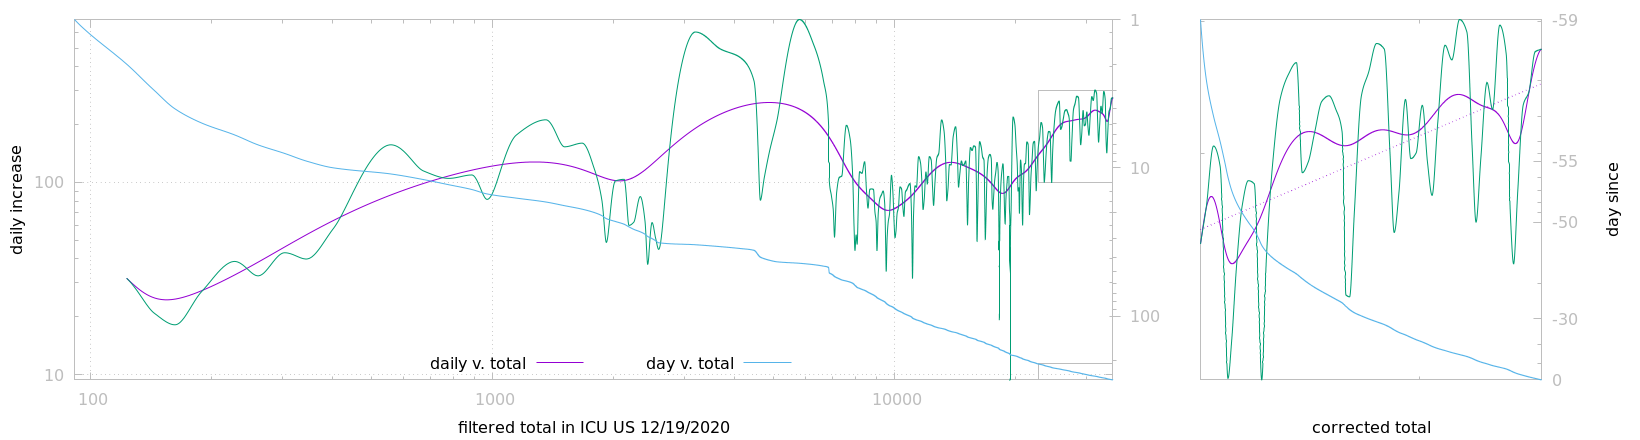 1
-59
daily increase
100
10
10
100
-55
-50
-30
0
day since
daily v. total
day v. total
100
1000
10000
filtered total in ICU US 12/19/2020
corrected total